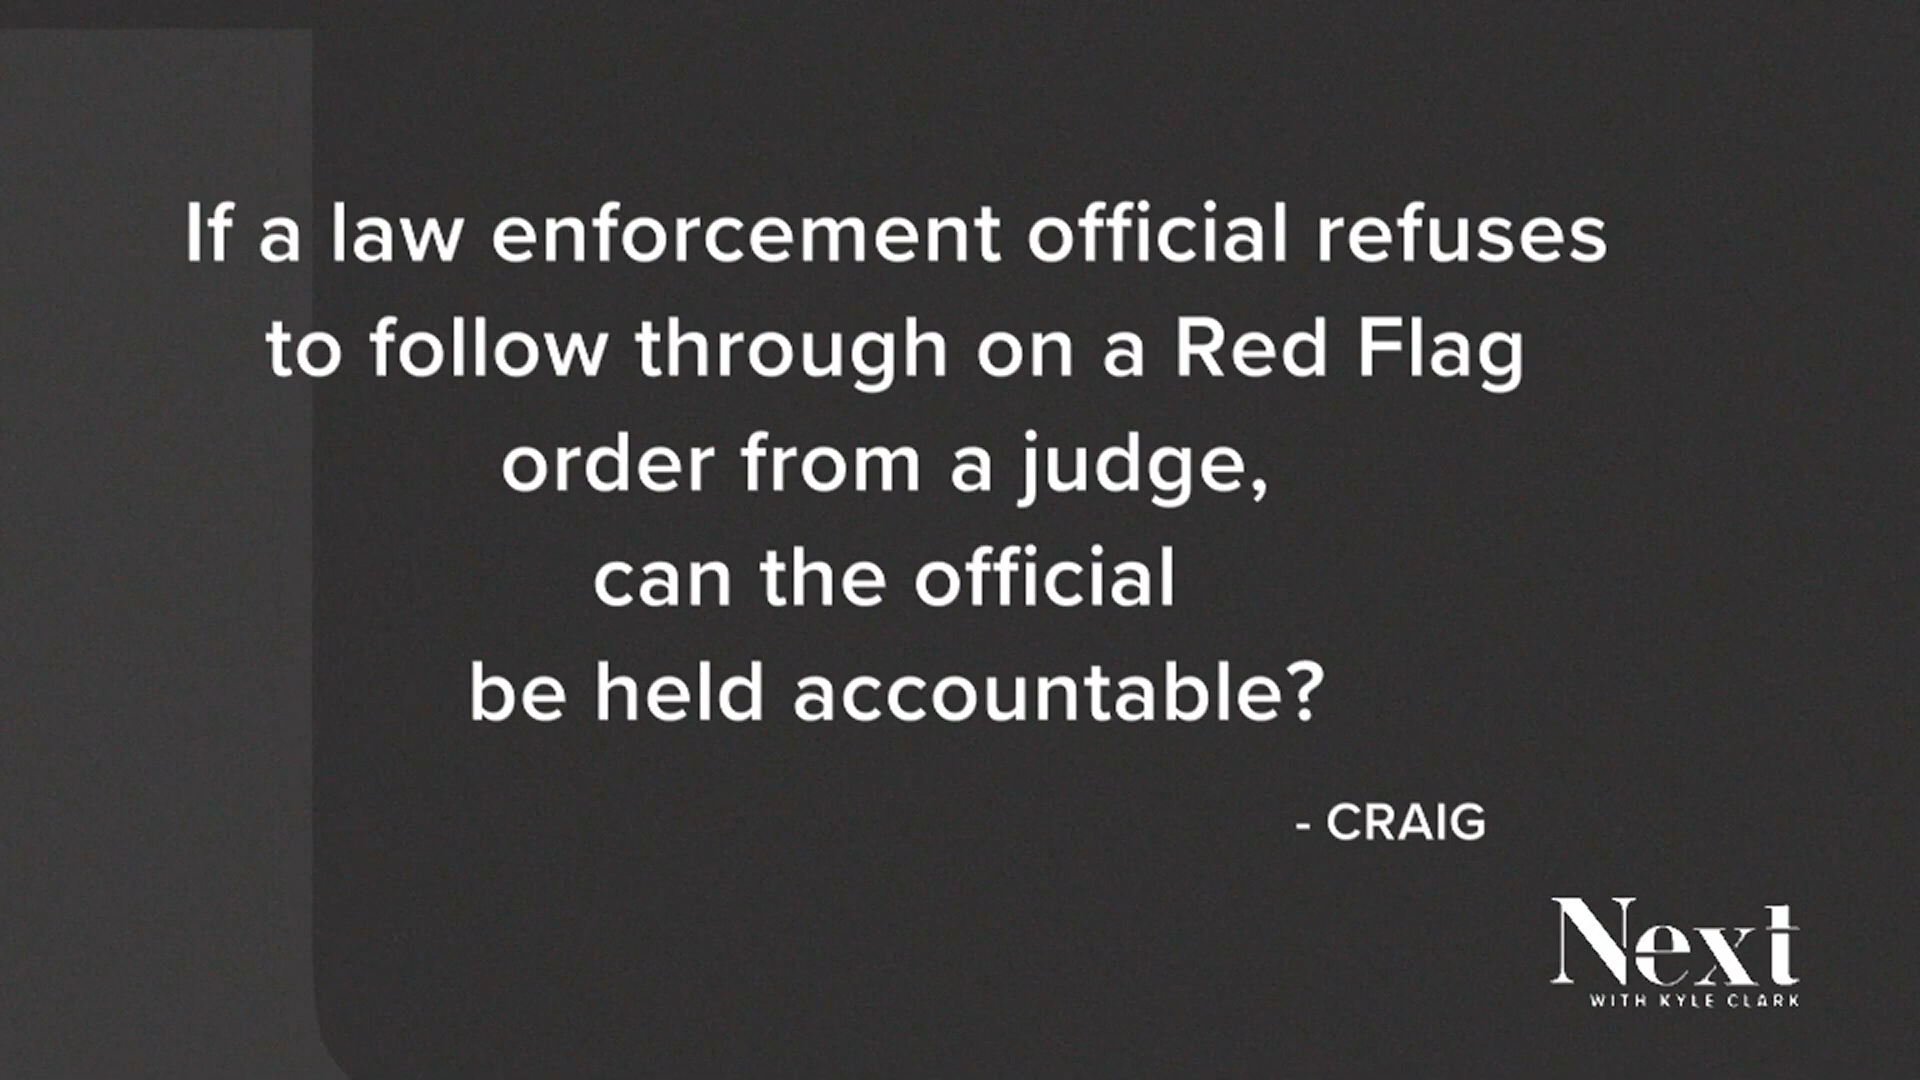 If a law enforcement official refuses
to follow through on a Red Flag
order from a judge,
can the official
be held accountable?
- CRAIG
Next
WITH KYLE CLARK